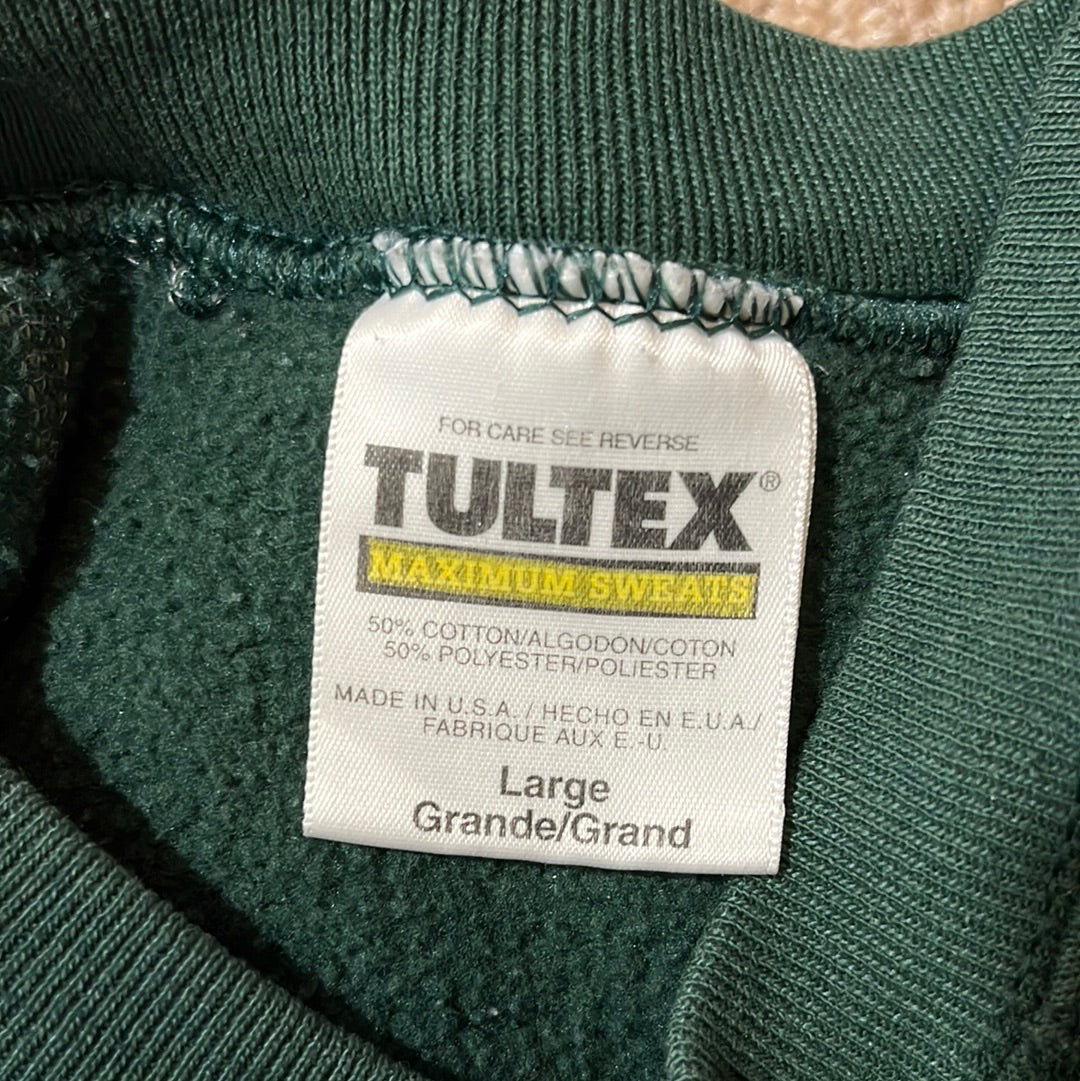 FOR CARE SEE REVERSE
TULTEX®
MAXIMUM SWEATS
50% COTTON/ALGODON/COTON
50% POLYESTER/POLIESTER
MADE IN U.S.A. / HECHO EN E.U.A./
FABRIQUE AUX E.-U.
Large
Grande/Grand